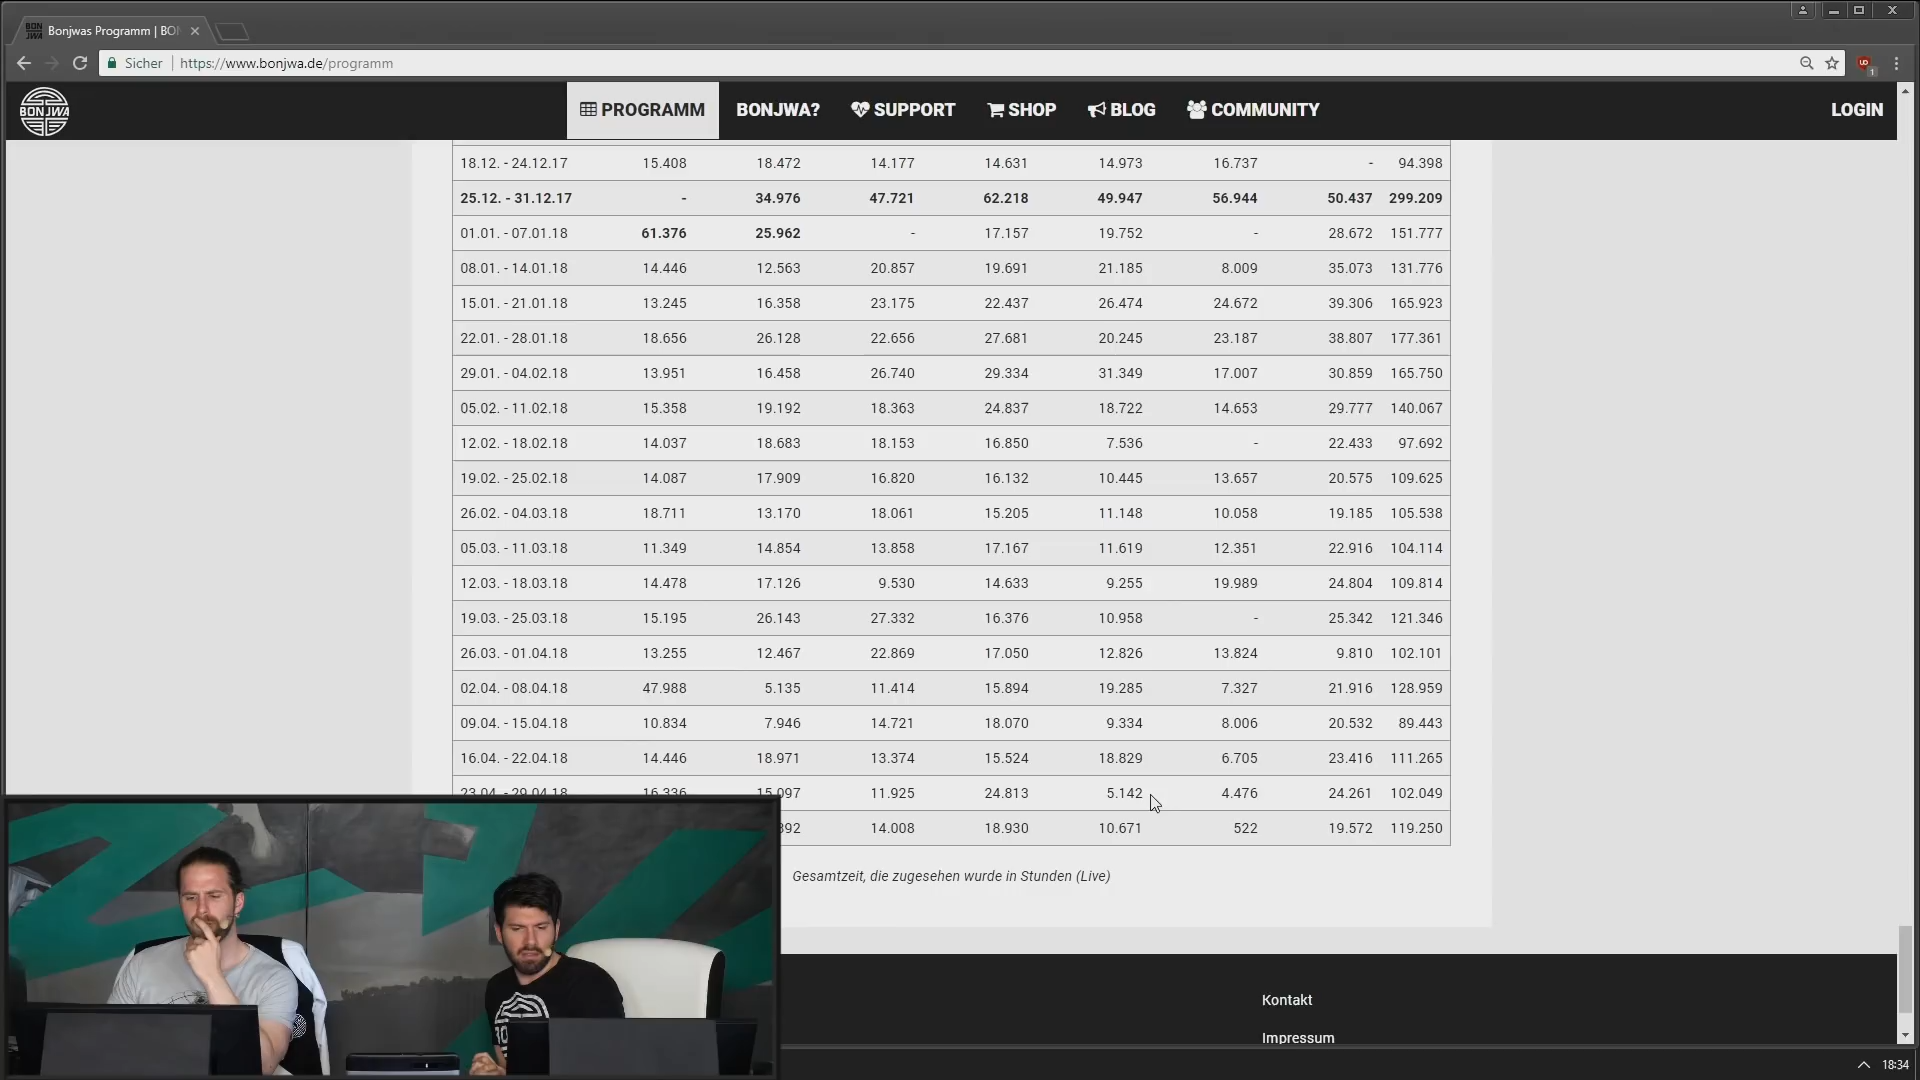 Bonjwas Programm | BO
Sicher | https://www.bonjwa.de/programm
BONJWA PROGRAMM BONJWA? SUPPORT SHOP BLOG COMMUNITY LOGIN
18.12. - 24.12.17 15.408 18.472 14.177 14.631 14.973 16.737 - 94.398
25.12. - 31.12.17 - 34.976 47.721 62.218 49.947 56.944 50.437 299.209
01.01. - 07.01.18 61.376 25.962 - 17.157 19.752 - 28.672 151.777
08.01. - 14.01.18 14.446 12.563 20.857 19.691 21.185 8.009 35.073 131.776
15.01. - 21.01.18 13.245 16.358 23.175 22.437 26.474 24.672 39.306 165.923
22.01. - 28.01.18 18.656 26.128 22.656 27.681 20.245 23.187 38.807 177.361
29.01. - 04.02.18 13.951 16.458 26.740 29.334 31.349 17.007 30.859 165.750
05.02. - 11.02.18 15.358 19.192 18.363 24.837 18.722 14.653 29.777 140.067
12.02. - 18.02.18 14.037 18.683 18.153 16.850 7.536 - 22.433 97.692
19.02. - 25.02.18 14.087 17.909 16.820 16.132 10.445 13.657 20.575 109.625
26.02. - 04.03.18 18.711 13.170 18.061 15.205 11.148 10.058 19.185 105.538
05.03. - 11.03.18 11.349 14.854 13.858 17.167 11.619 12.351 22.916 104.114
12.03. - 18.03.18 14.478 17.126 9.530 14.633 9.255 19.989 24.804 109.814
19.03. - 25.03.18 15.195 26.143 27.332 16.376 10.958 - 25.342 121.346
26.03. - 01.04.18 13.255 12.467 22.869 17.050 12.826 13.824 9.810 102.101
02.04. - 08.04.18 47.988 5.135 11.414 15.894 19.285 7.327 21.916 128.959
09.04. - 15.04.18 10.834 7.946 14.721 18.070 9.334 8.006 20.532 89.443
16.04. - 22.04.18 14.446 18.971 13.374 15.524 18.829 6.705 23.416 111.265
23.04. - 29.04.18 16.336 15.097 11.925 24.813 5.142 4.476 24.261 102.049
392 14.008 18.930 10.671 522 19.572 119.250
Gesamtzeit, die zugesehen wurde in Stunden (Live)
Kontakt
Impressum
18:34